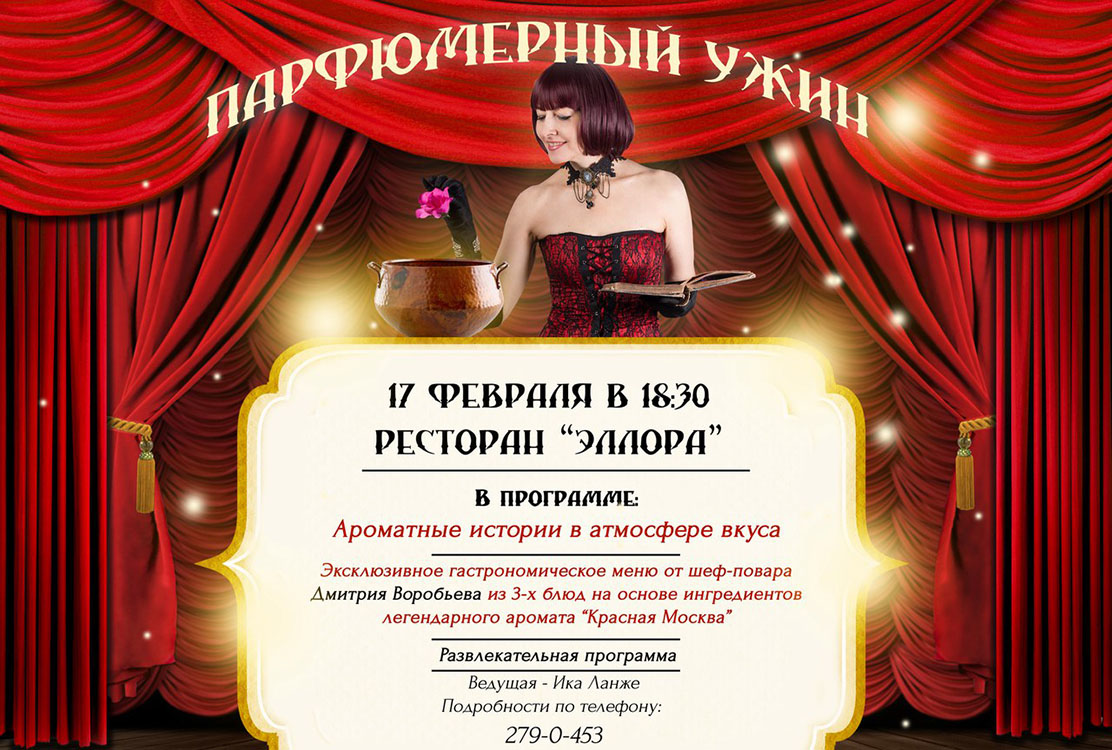 ПАРФЮМЕРНЫЙ УЖИН
17 ФЕВРАЛЯ В 18:30
РЕСТОРАН “ЭЛЛОРА”
В ПРОГРАММЕ:
Ароматные истории в атмосфере вкуса
Эксклюзивное гастрономическое меню от шеф-повара
Дмитрия Воробьева из 3-х блюд на основе ингредиентов
легендарного аромата “Красная Москва”
Развлекательная программа
Ведущая - Ика Ланже
Подробности по телефону:
279-0-453